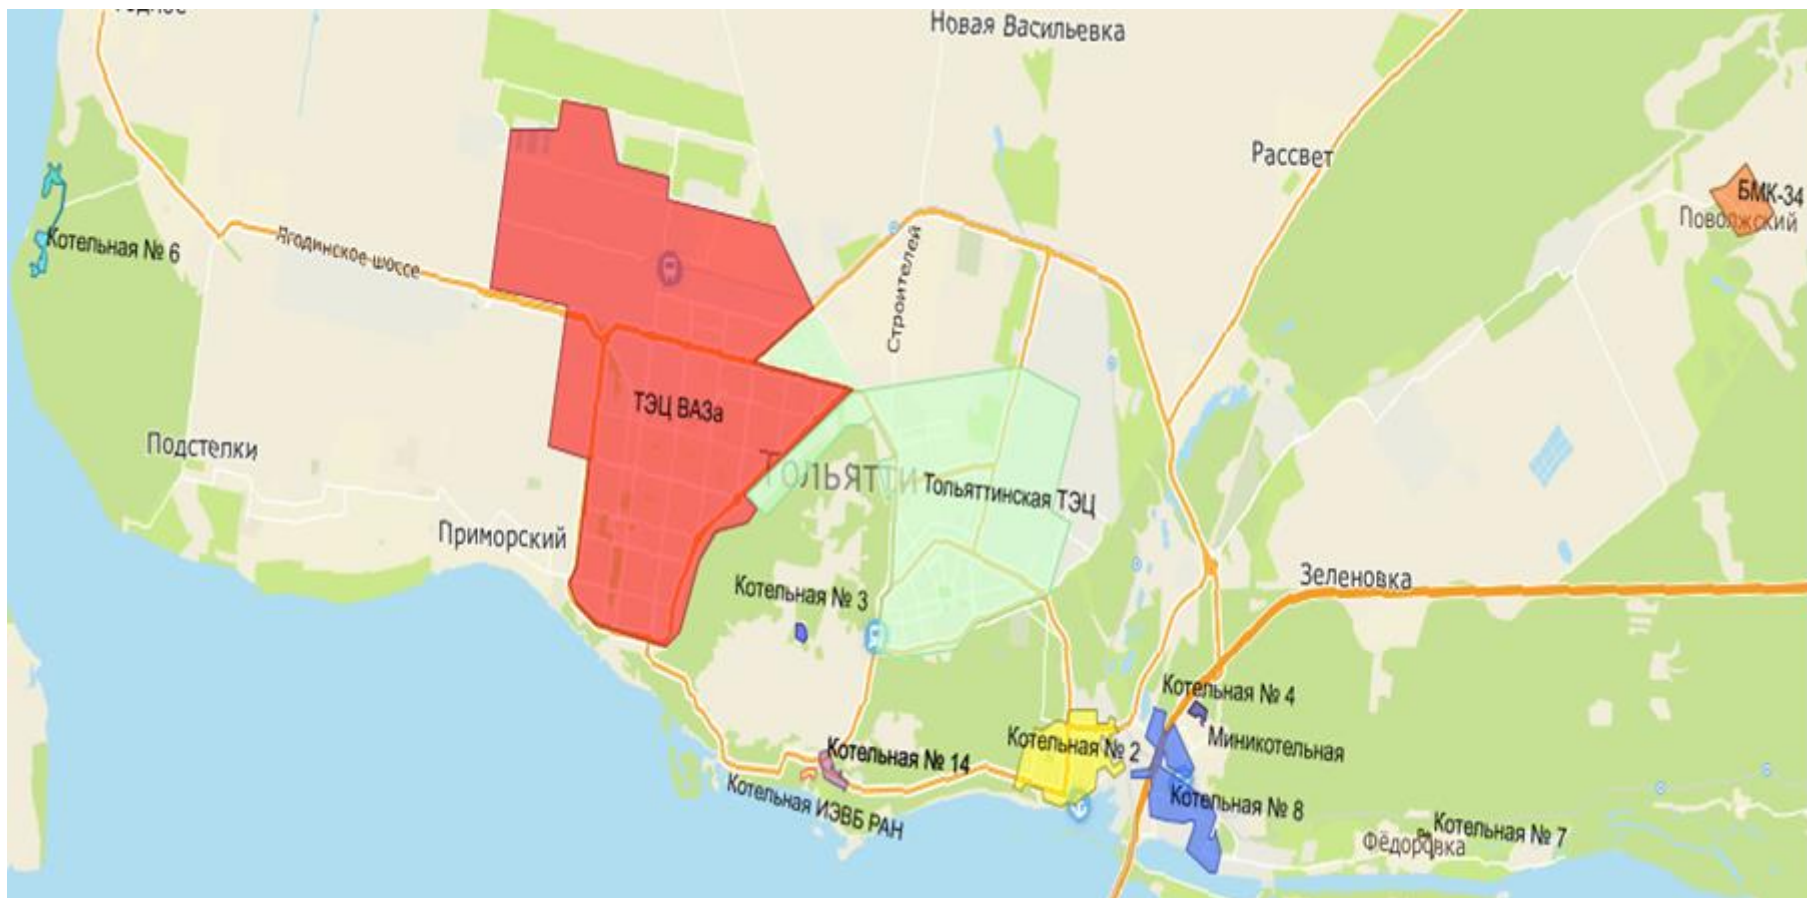 Новая Васильевка
Рассвет
БМК-34
Поволжский
Котельная № 6
Ягодинское шоссе
Строителей
ТЭЦ ВАЗа
Подстепки
Тольятти
Тольяттинская ТЭЦ
Приморский
Котельная № 3
Зеленовка
Котельная № 4
Миникотельная
Котельная № 2
Котельная № 14
Котельная ИЭВБ РАН
Котельная № 8
Котельная № 7
Фёдоровка